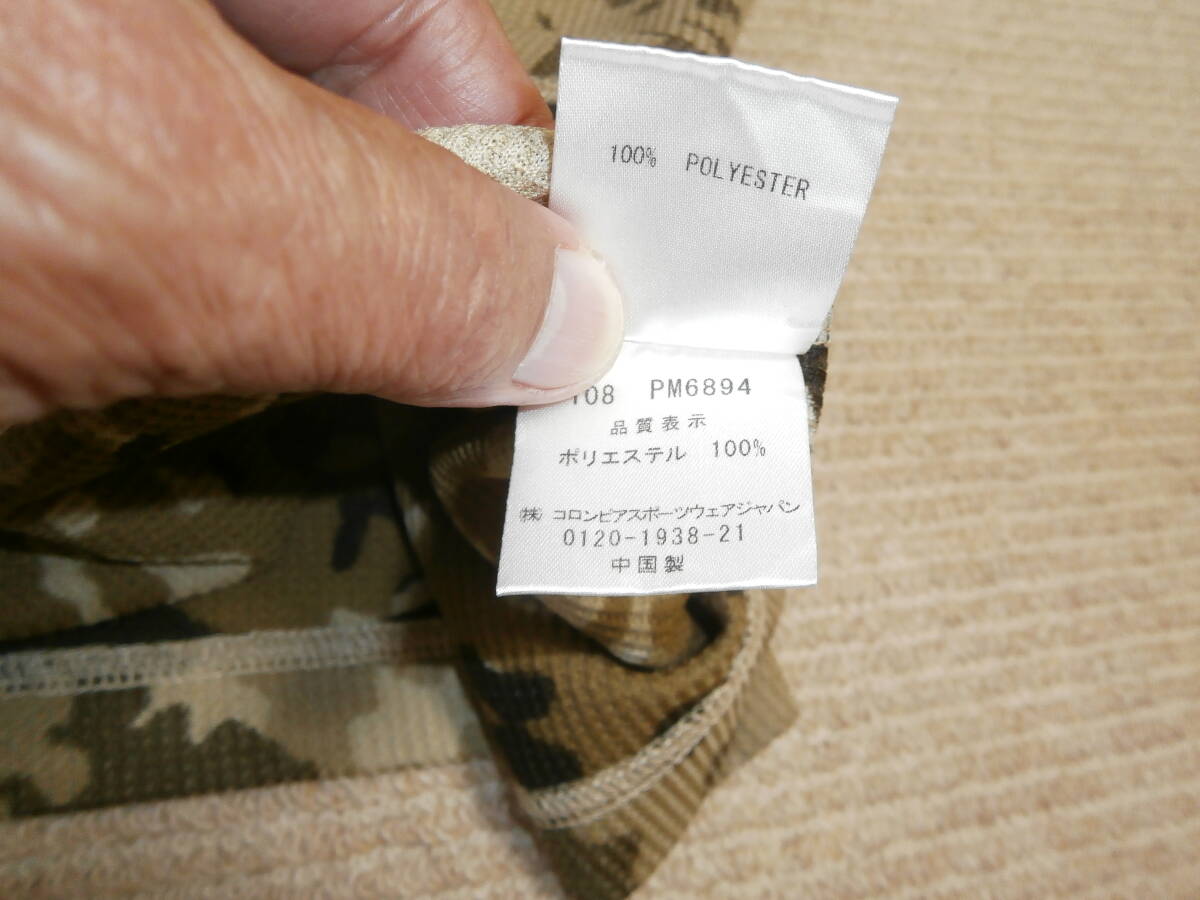 100% POLYESTER
108 PM6894
品質表示
ポリエステル 100%
㈱ コロンビアスポーツウェアジャパン
0120-1938-21
中国製